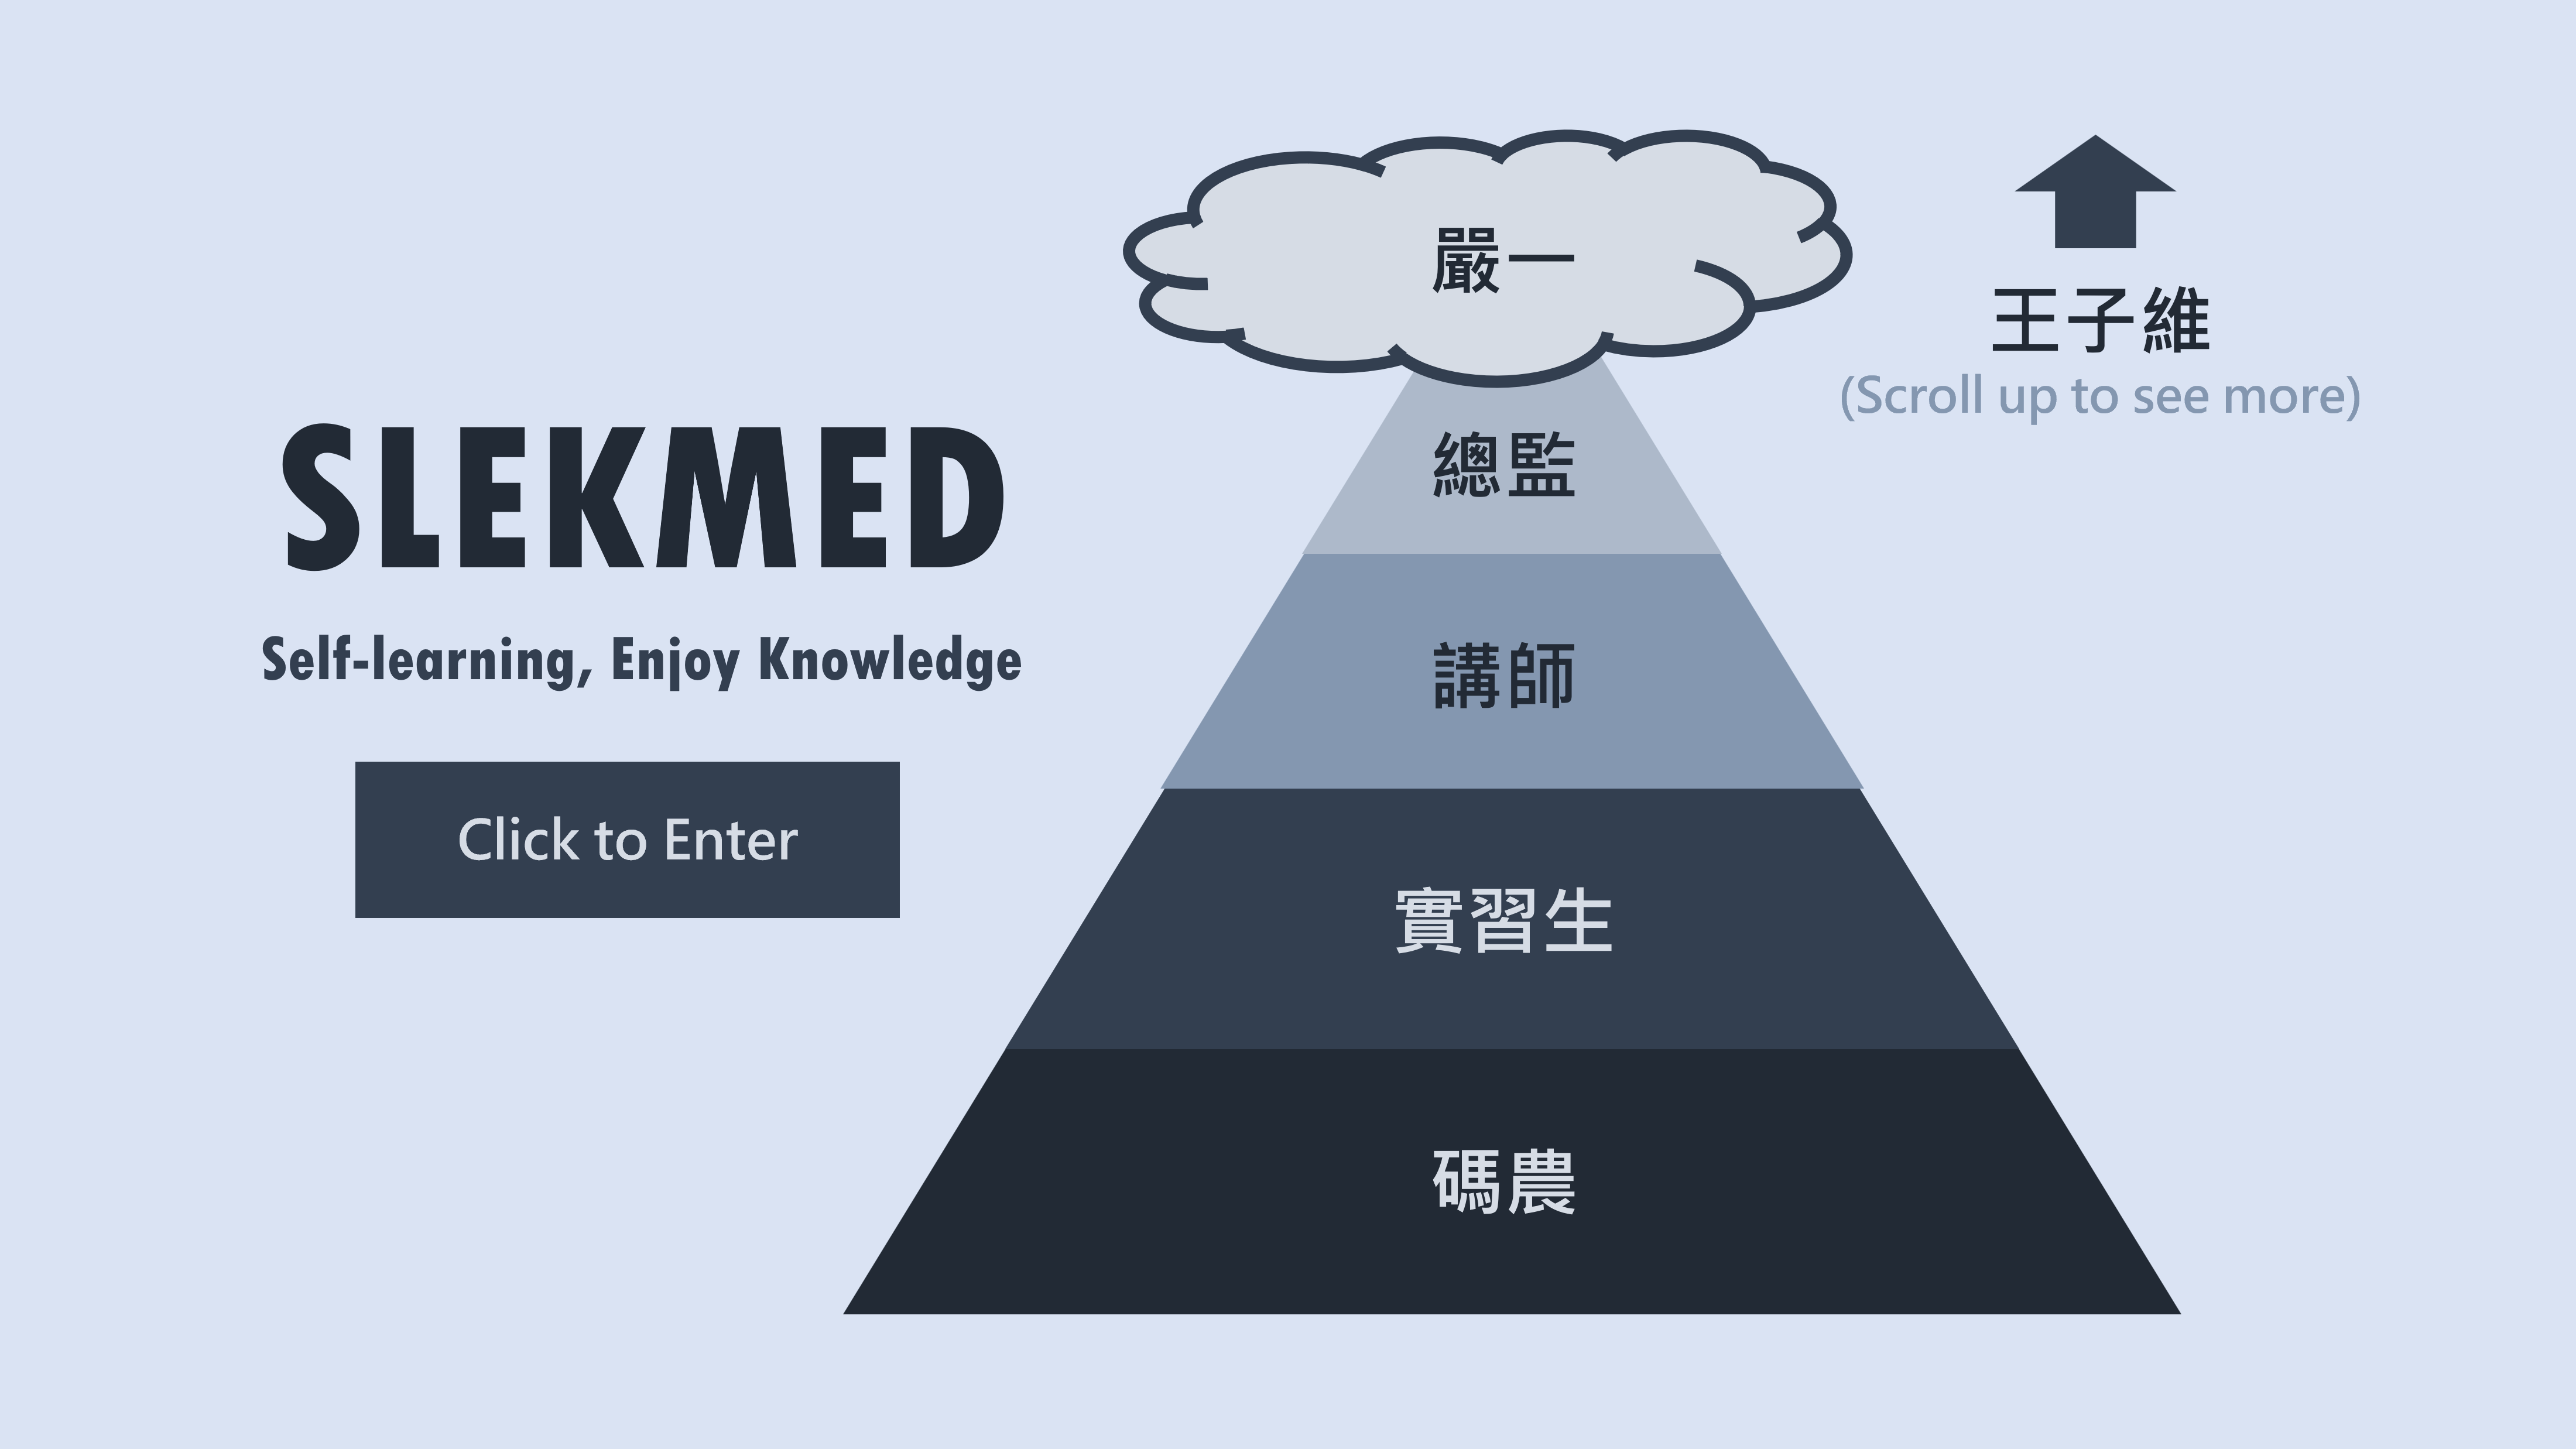 SLEKMED
Self-learning, Enjoy Knowledge
Click to Enter
嚴一
總監
講師
實習生
碼農
王子維
(Scroll up to see more)